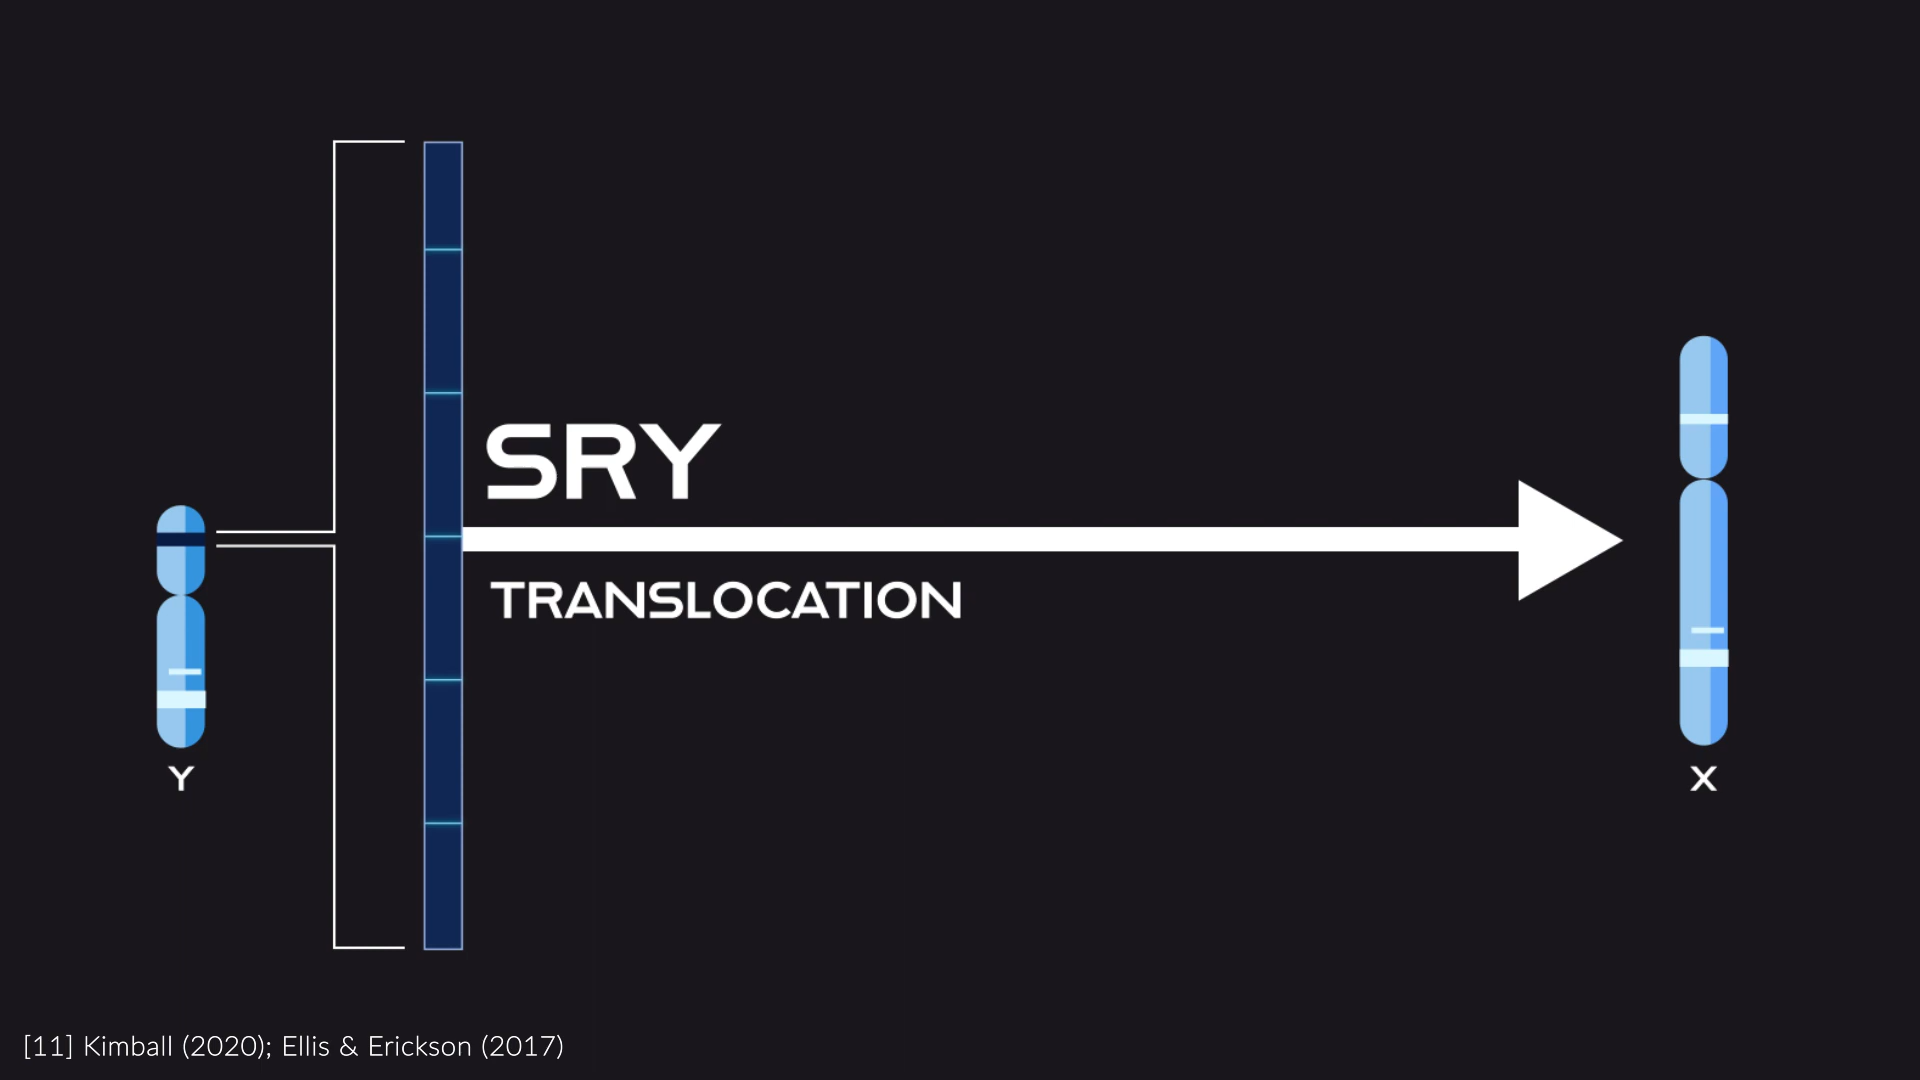 SRY
TRANSLOCATION
Y
X
[11] Kimball (2020); Ellis & Erickson (2017)